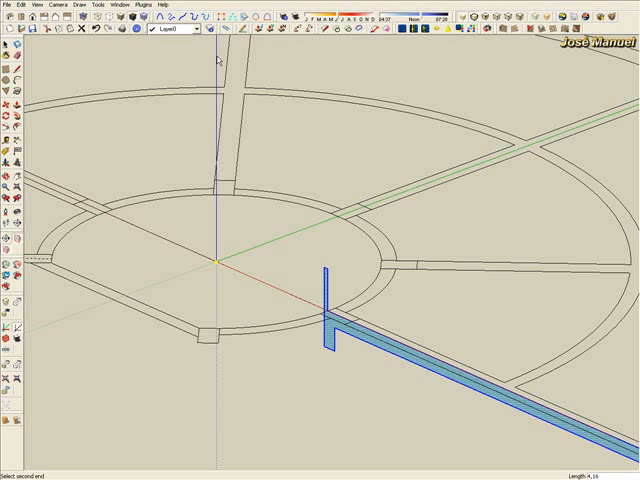 File Edit View Camera Draw Tools Window Plugins Help
J F M A M J J A S O N D 04:37 Noon 07:20
Layer0
José Manuel
Select second end
Length 4,16